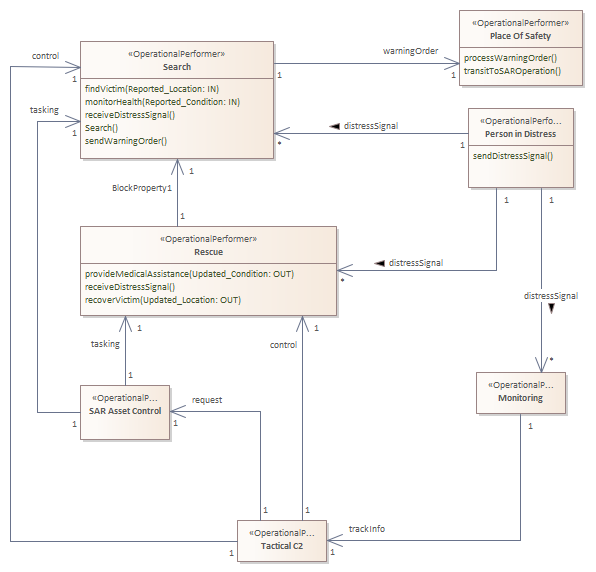 «OperationalPerformer»
Search
findVictim(Reported_Location: IN)
monitorHealth(Reported_Condition: IN)
receiveDistressSignal()
Search()
sendWarningOrder()
control
1
tasking
1
warningOrder
1
1
«OperationalPerformer»
Place Of Safety
processWarningOrder()
transitToSAROperation()
distressSignal
*
1
«OperationalPerfo...
Person in Distress
sendDistressSignal()
1
1
BlockProperty1
1
1
«OperationalPerformer»
Rescue
provideMedicalAssistance(Updated_Condition: OUT)
receiveDistressSignal()
recoverVictim(Updated_Location: OUT)
distressSignal
*
distressSignal
*
tasking
1
1
control
1
1
«OperationalP...
SAR Asset Control
1
request
1
1
«OperationalP...
Monitoring
1
«OperationalP...
Tactical C2
1
trackInfo
1